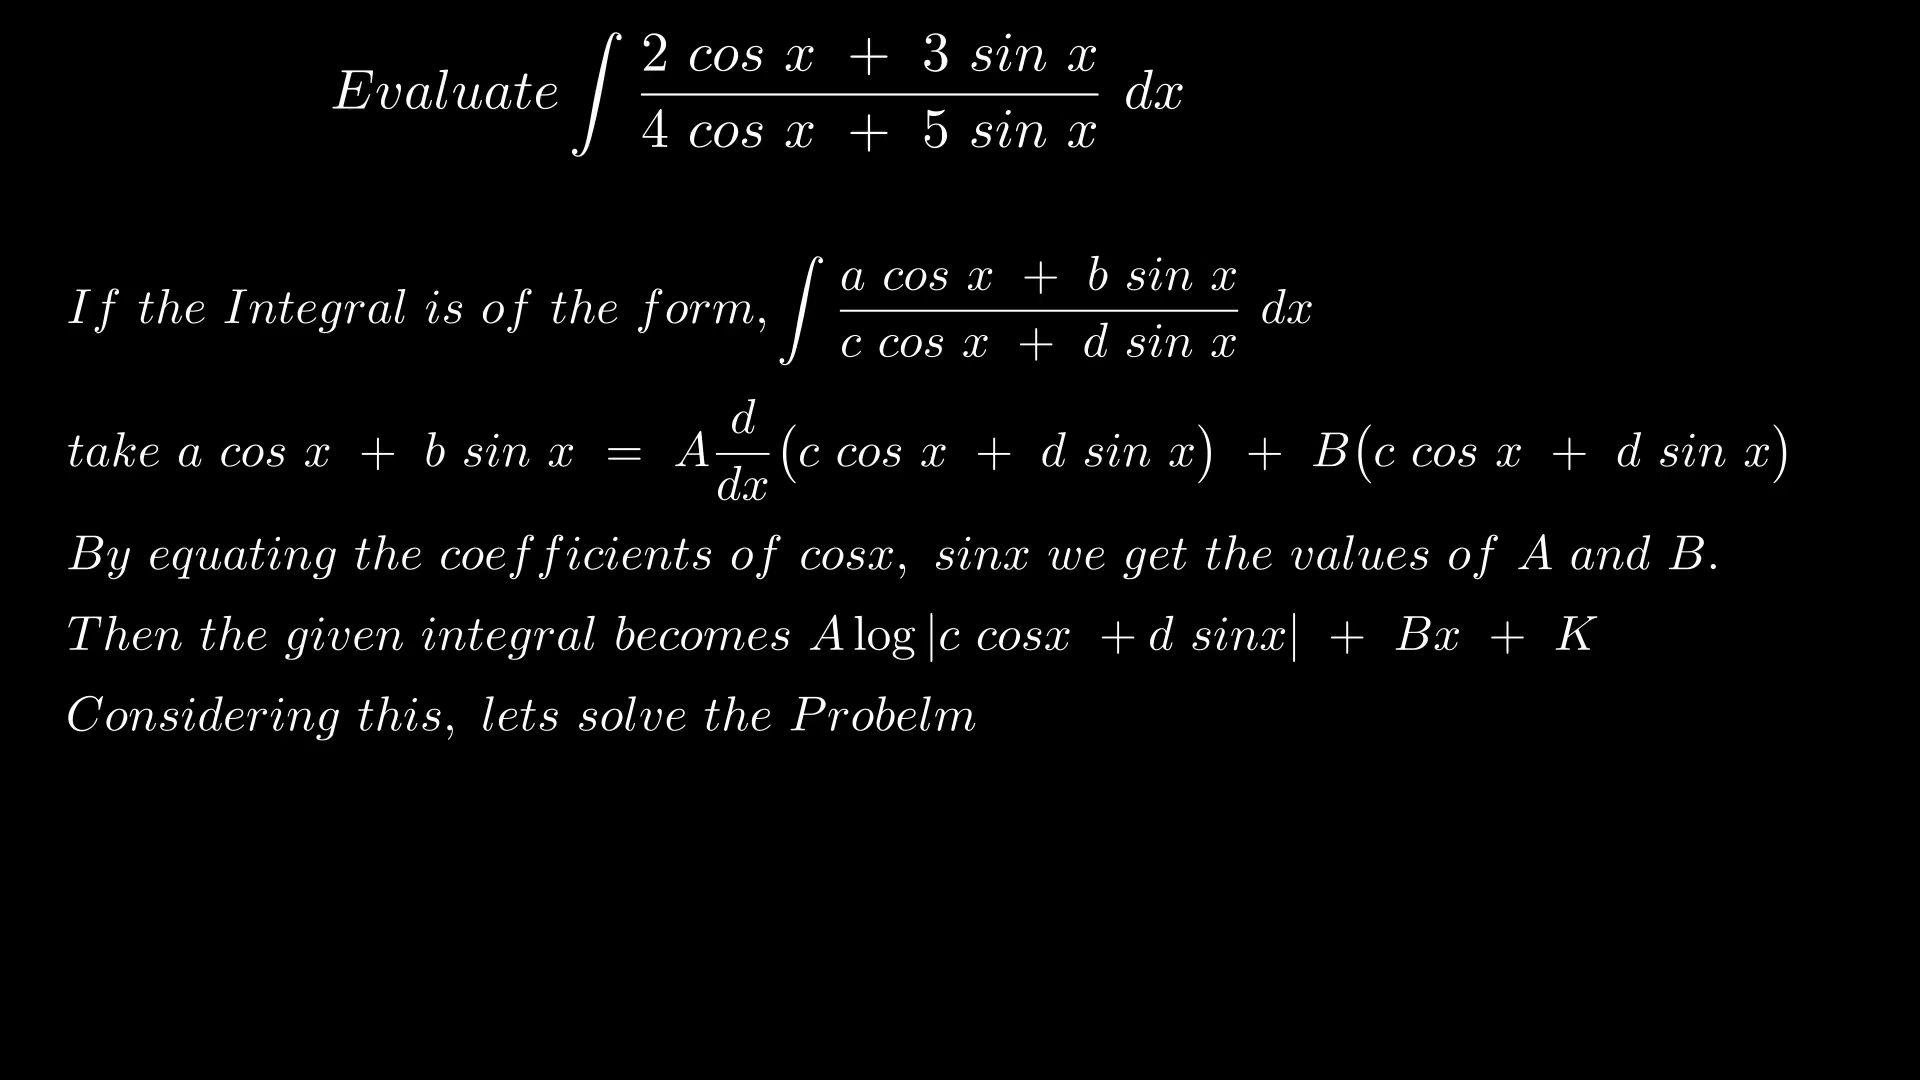 Evaluate ∫ \frac{2 cos x + 3 sin x}{4 cos x + 5 sin x} dx
If the Integral is of the form, ∫ \frac{a cos x + b sin x}{c cos x + d sin x} dx
take a cos x + b sin x = A \frac{d}{dx} (c cos x + d sin x) + B(c cos x + d sin x)
By equating the coefficients of cosx, sinx we get the values of A and B.
Then the given integral becomes A log |c cosx + d sinx| + Bx + K
Considering this, lets solve the Probelm